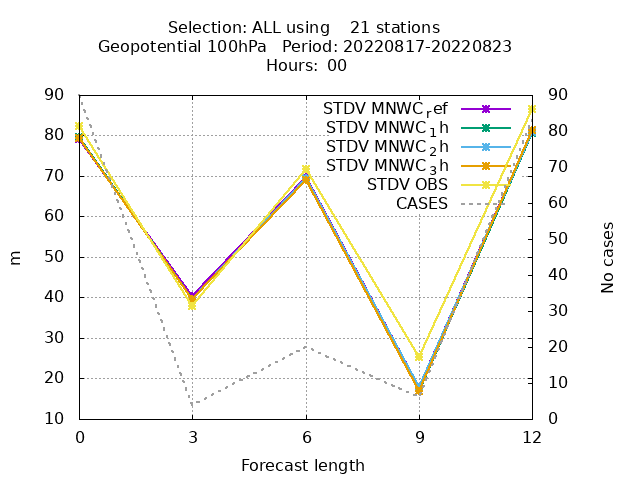 Selection: ALL using    21 stations
Geopotential 100hPa   Period: 20220817-20220823
Hours: 00
STDV MNWC_ref
STDV MNWC_1h
STDV MNWC_2h
STDV MNWC_3h
STDV OBS
CASES
90
80
70
60
50
40
30
20
10
m
90
80
70
60
50
40
30
20
10
0
No cases
0 3 6 9 12
Forecast length